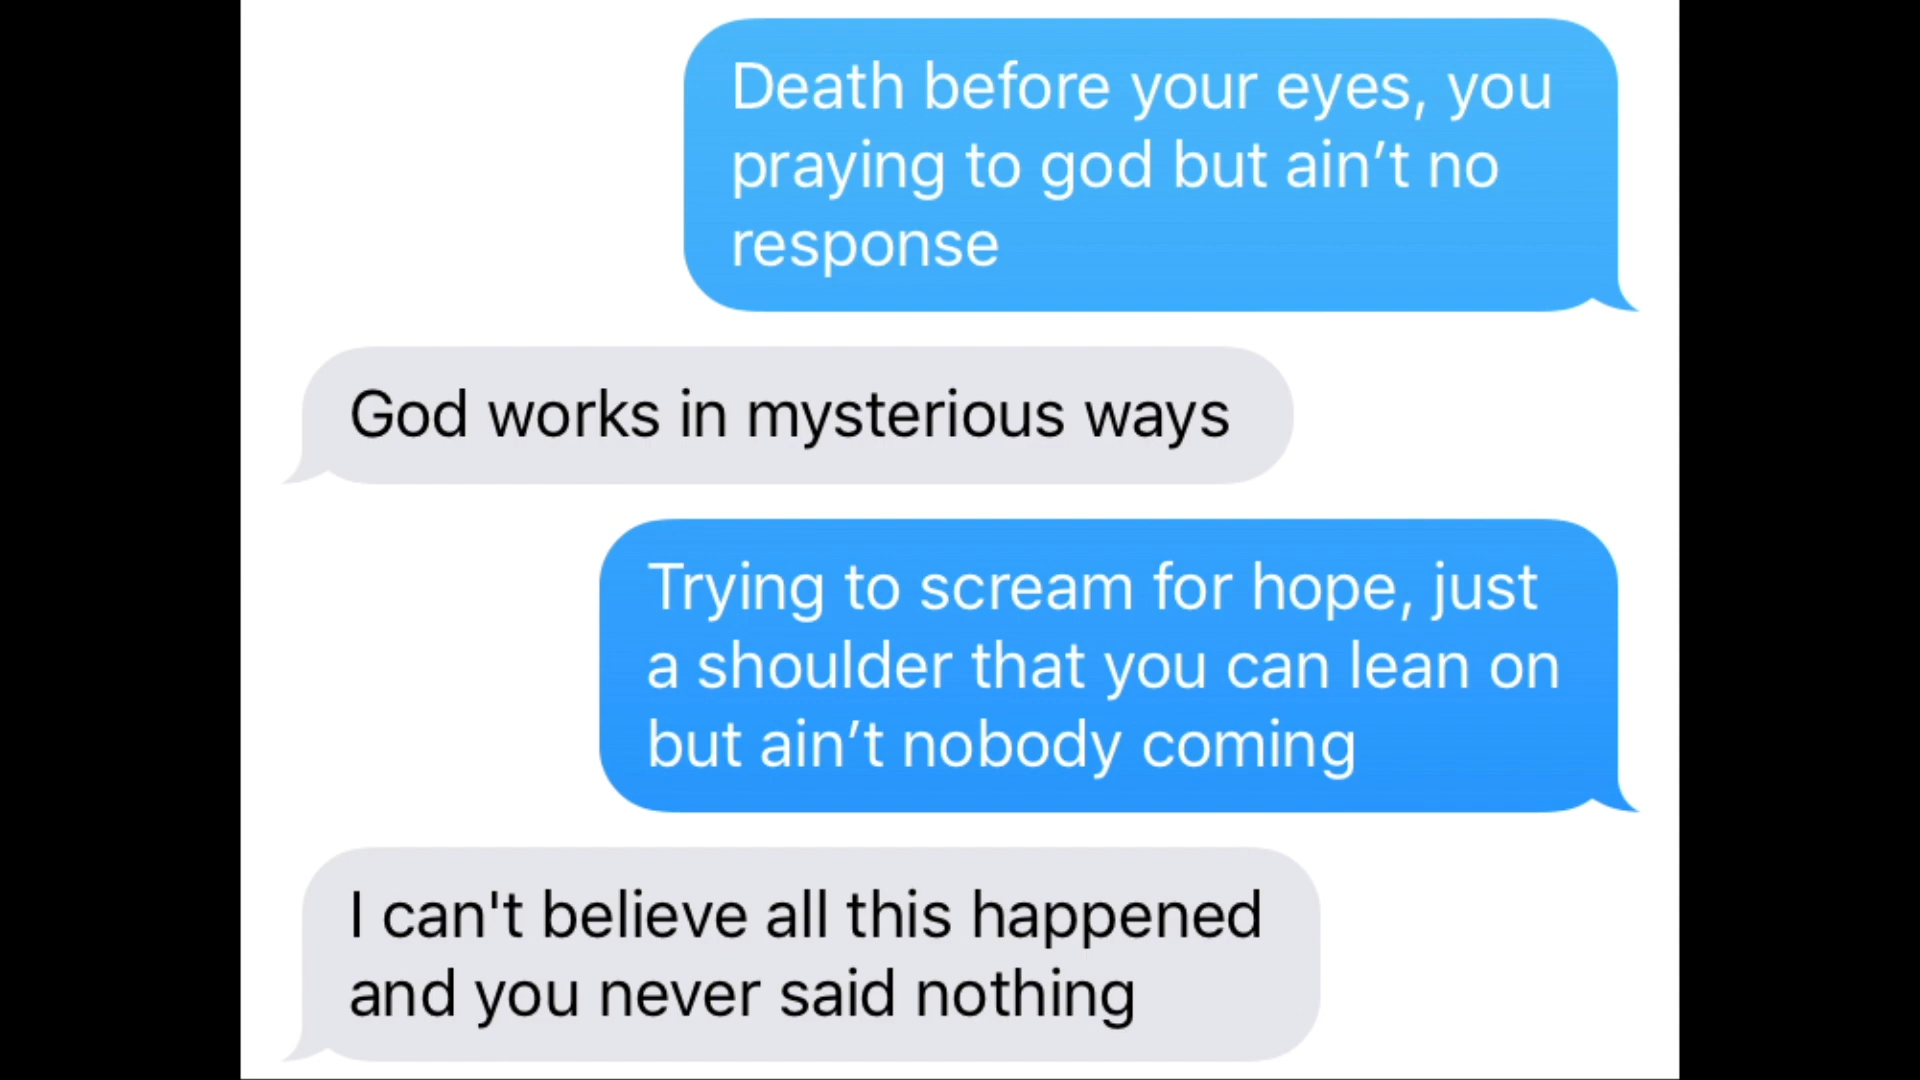 Death before your eyes, you
praying to god but ain’t no
response
God works in mysterious ways
Trying to scream for hope, just
a shoulder that you can lean on
but ain’t nobody coming
I can't believe all this happened
and you never said nothing